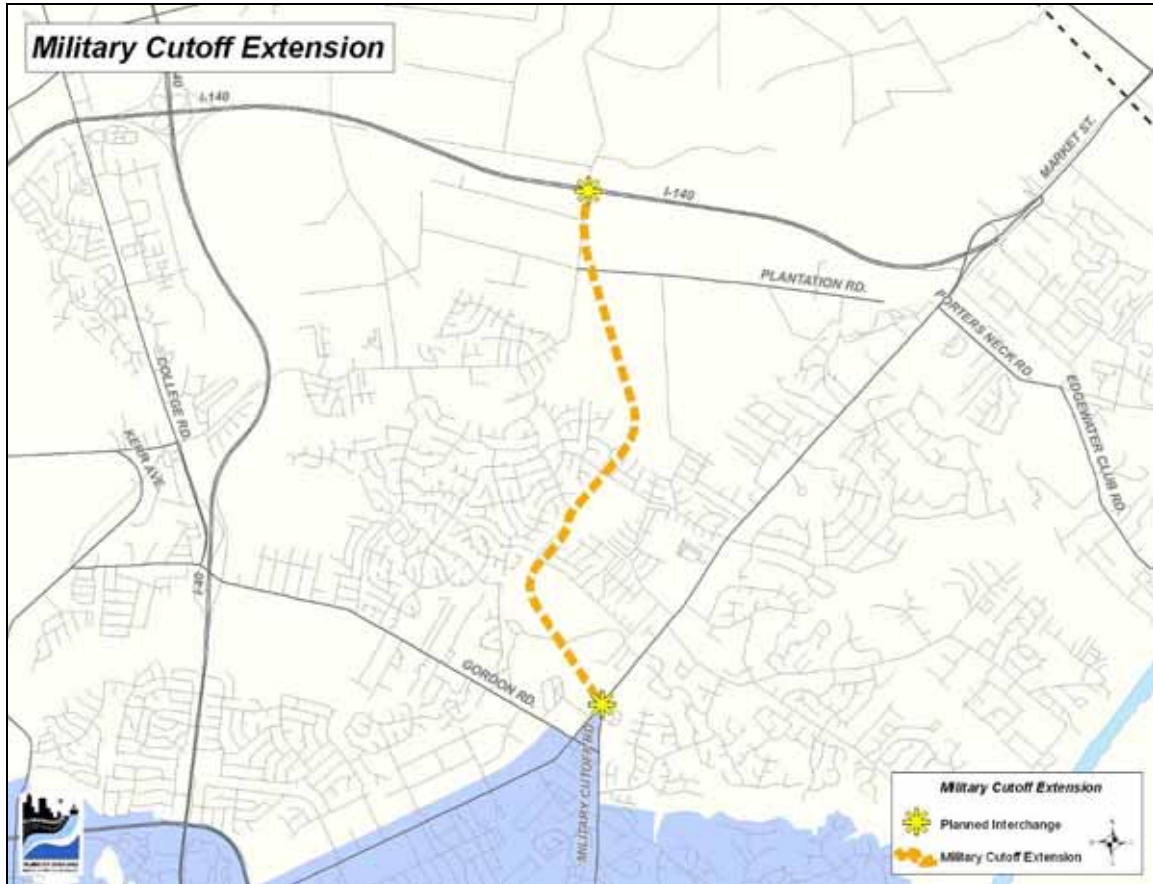 Military Cutoff Extension
40
I-140
I-140
MARKET ST.
PLANTATION RD.
PORTERS NECK RD.
COLLEGE RD.
EDGEWATER CLUB RD.
KERR AVE.
I-40
GORDON RD.
MILITARY CUTOFF RD.
Military Cutoff Extension
Planned Interchange
Military Cutoff Extension